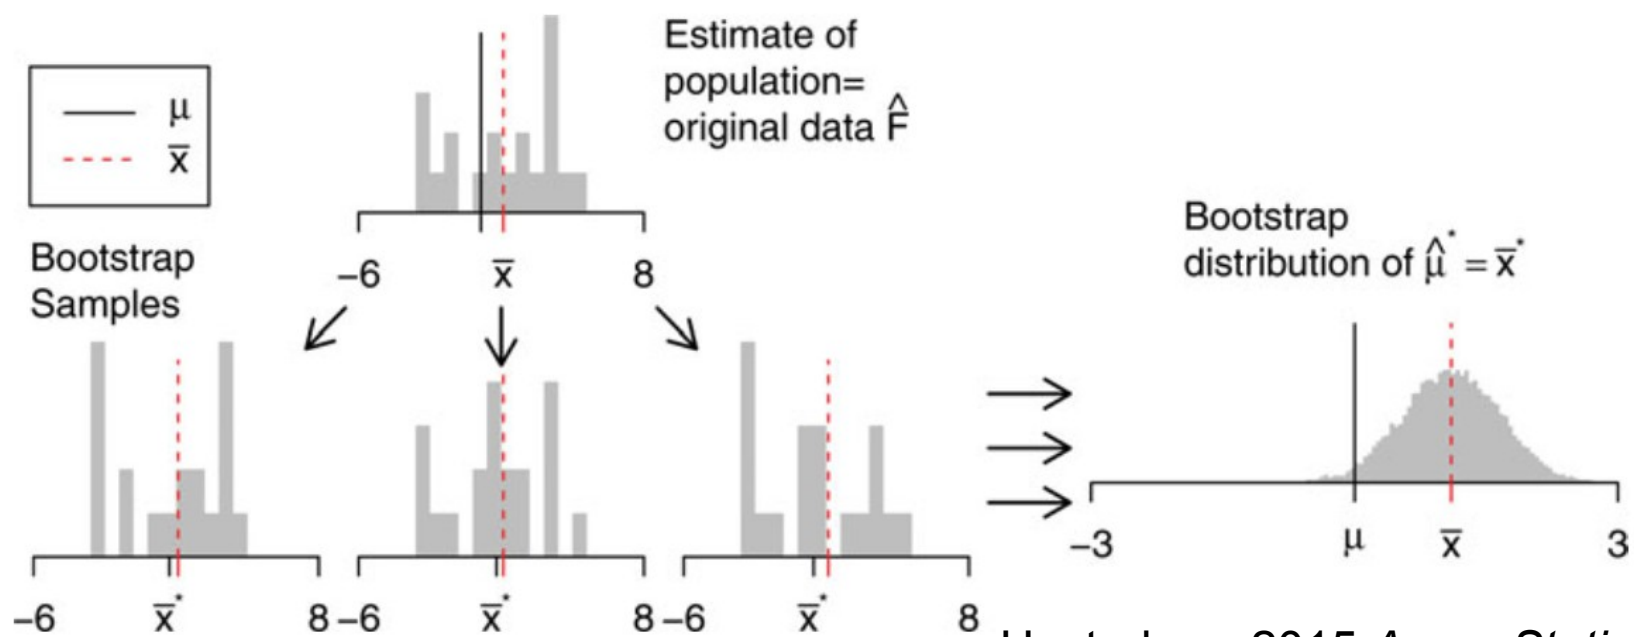 μ
x̄
Estimate of
population=
original data F̂
−6 x̄ 8
Bootstrap
Samples
−6 x̄* 8
−6 x̄* 8
−6 x̄* 8
Bootstrap
distribution of μ̂* = x̄*
−3 μ x̄ 3
2015